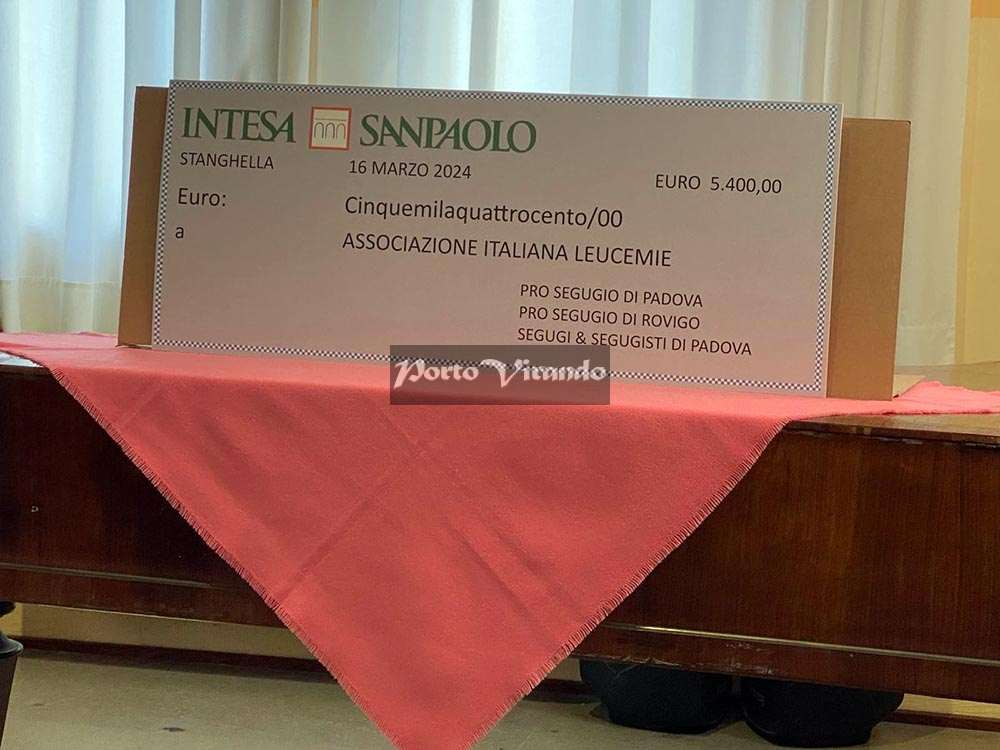 INTESA SANPAOLO
STANGHELLA 16 MARZO 2024 EURO 5.400,00
Euro: Cinquemilaquattrocento/00
a ASSOCIAZIONE ITALIANA LEUCEMIE
PRO SEGUGIO DI PADOVA
PRO SEGUGIO DI ROVIGO
SEGUGI & SEGUGISTI DI PADOVA
Porto Virando